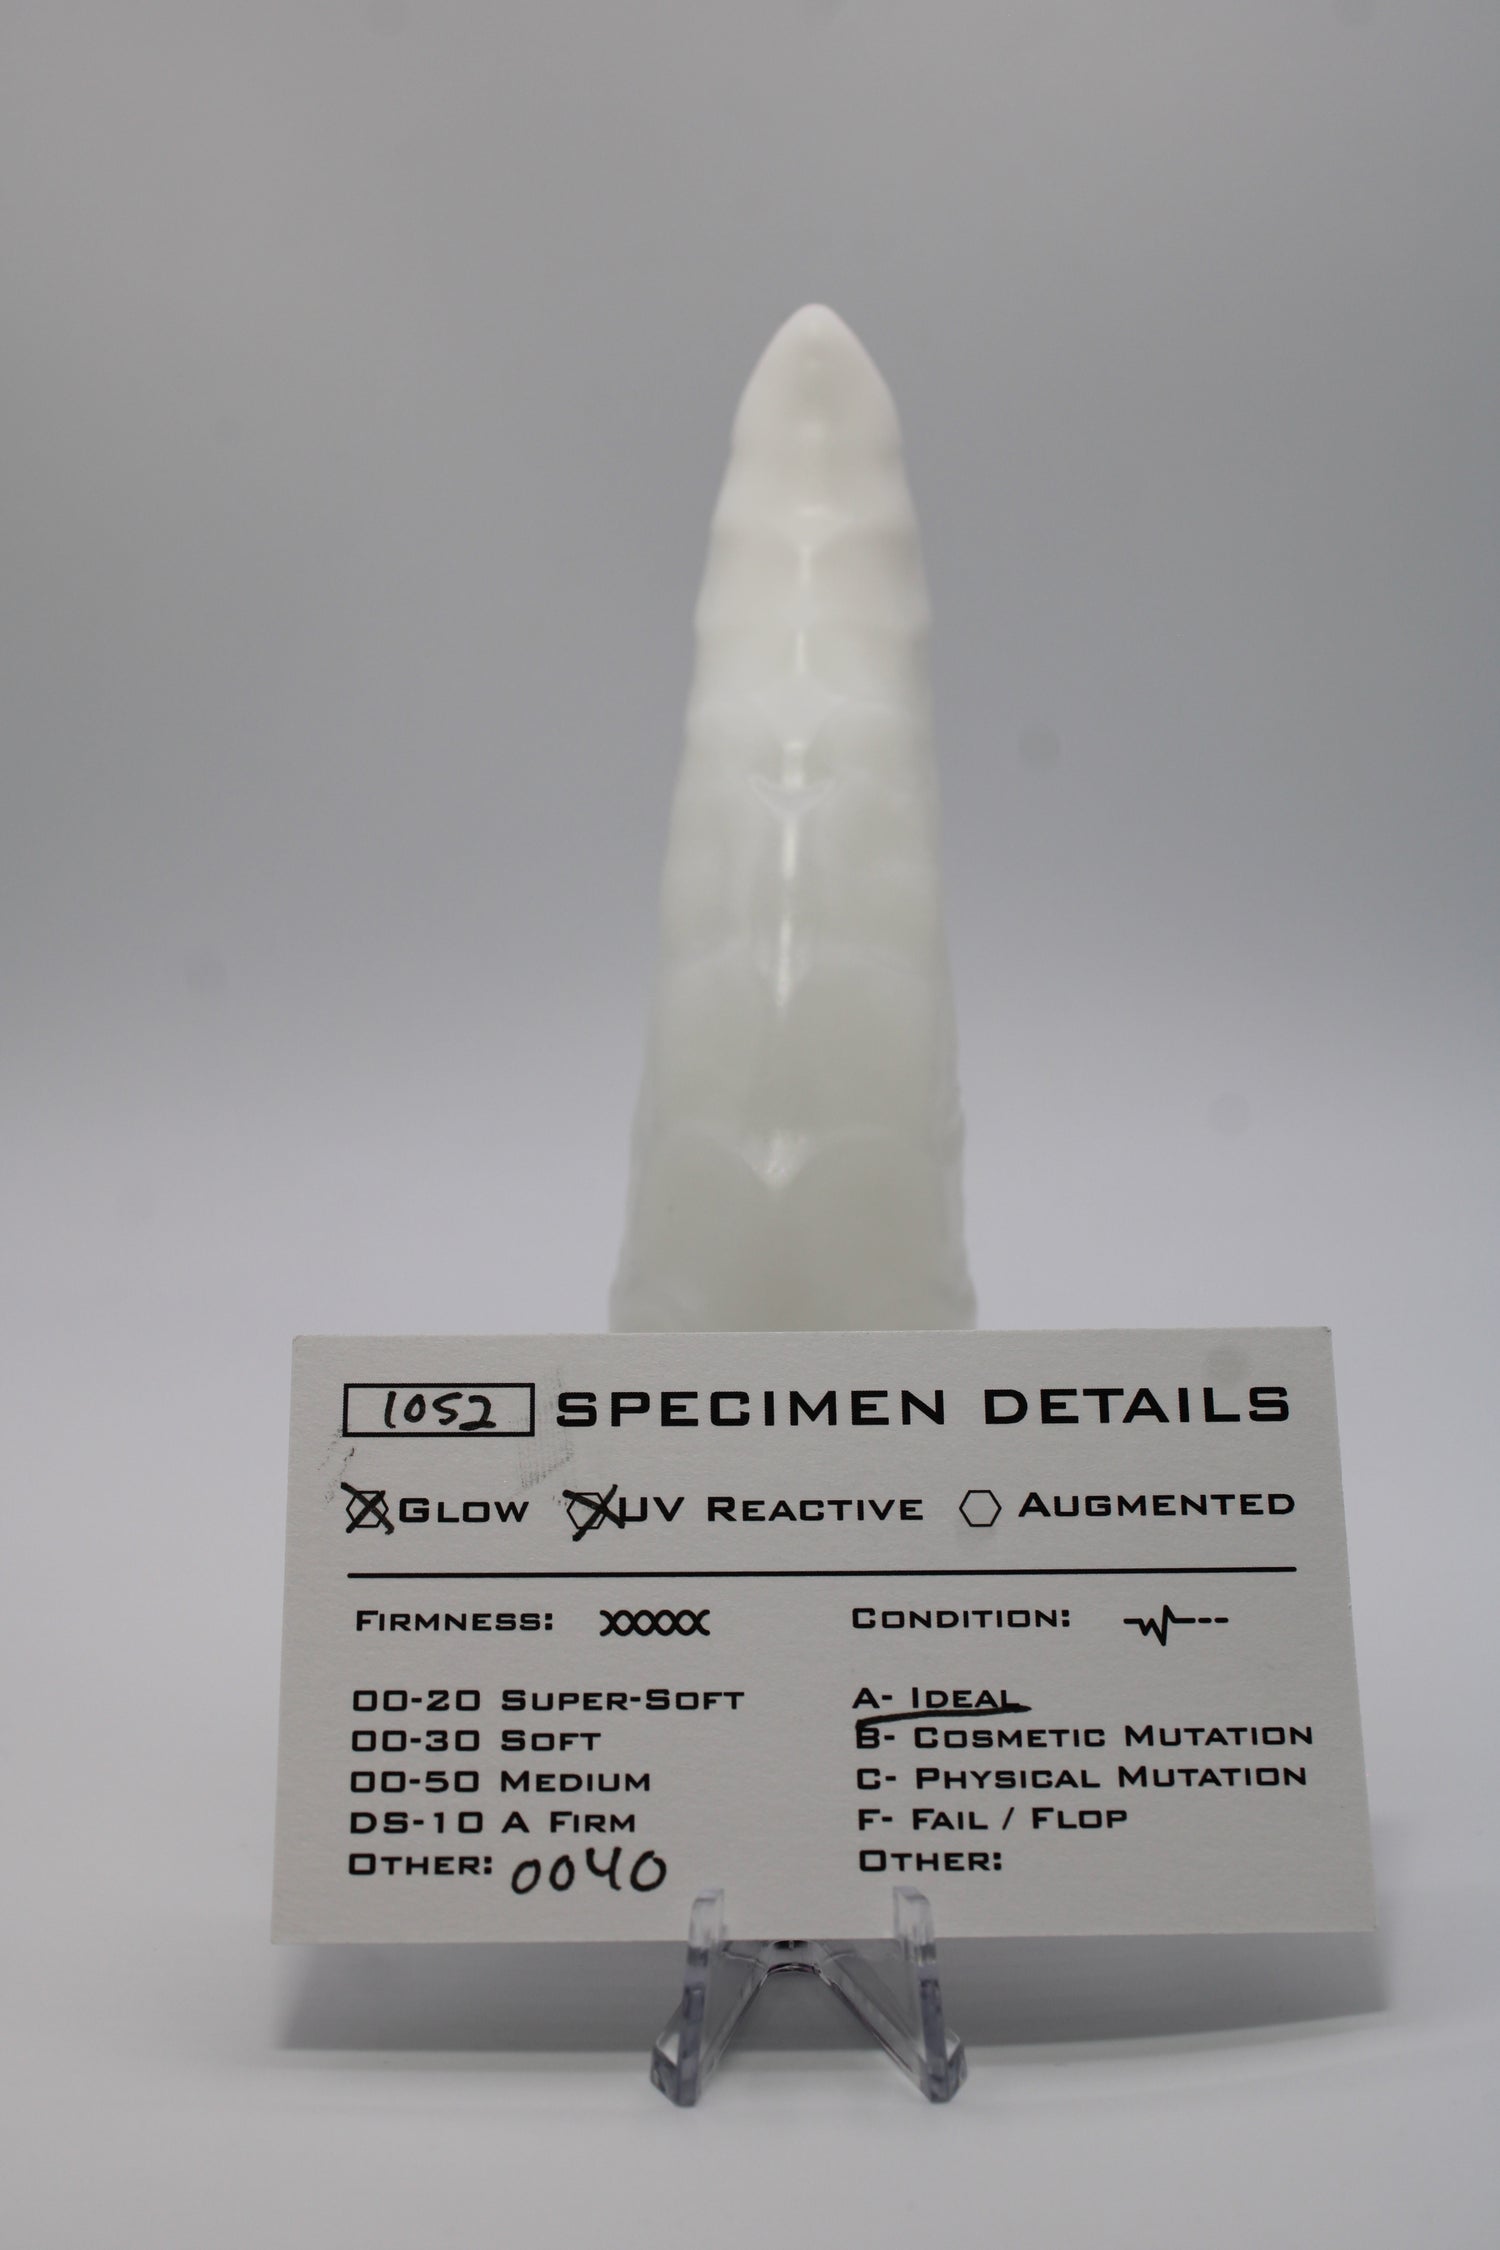 1052 SPECIMEN DETAILS
GLOW UV REACTIVE AUGMENTED
FIRMNESS: CONDITION:
00-20 SUPER-SOFT
00-30 SOFT
00-50 MEDIUM
DS-10 A FIRM
OTHER: 0040
A- IDEAL
B- COSMETIC MUTATION
C- PHYSICAL MUTATION
F- FAIL / FLOP
OTHER: